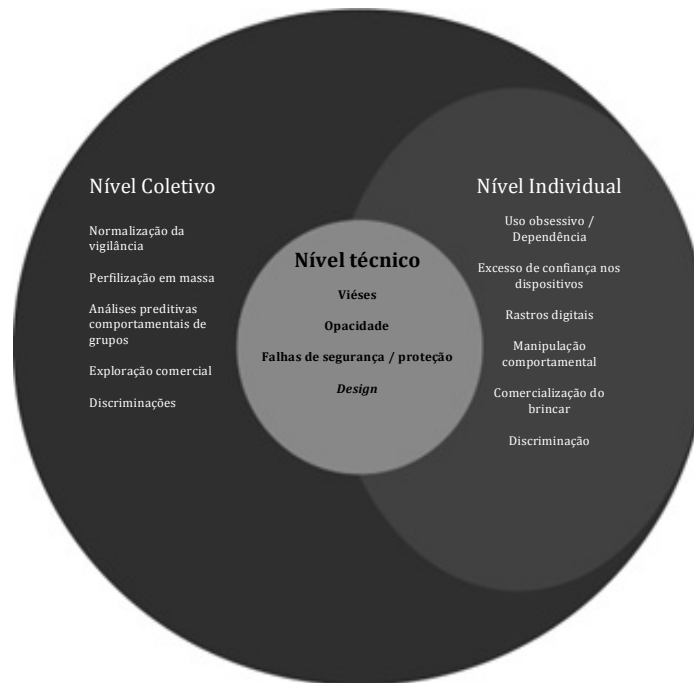 Nível Coletivo
Normalização da
vigilância
Perfilização em massa
Análises preditivas
comportamentais de
grupos
Exploração comercial
Discriminações
Nível técnico
Viéses
Opacidade
Falhas de segurança / proteção
Design
Nível Individual
Uso obsessivo /
Dependência
Excesso de confiança nos
dispositivos
Rastros digitais
Manipulação
comportamental
Comercialização do
brincar
Discriminação